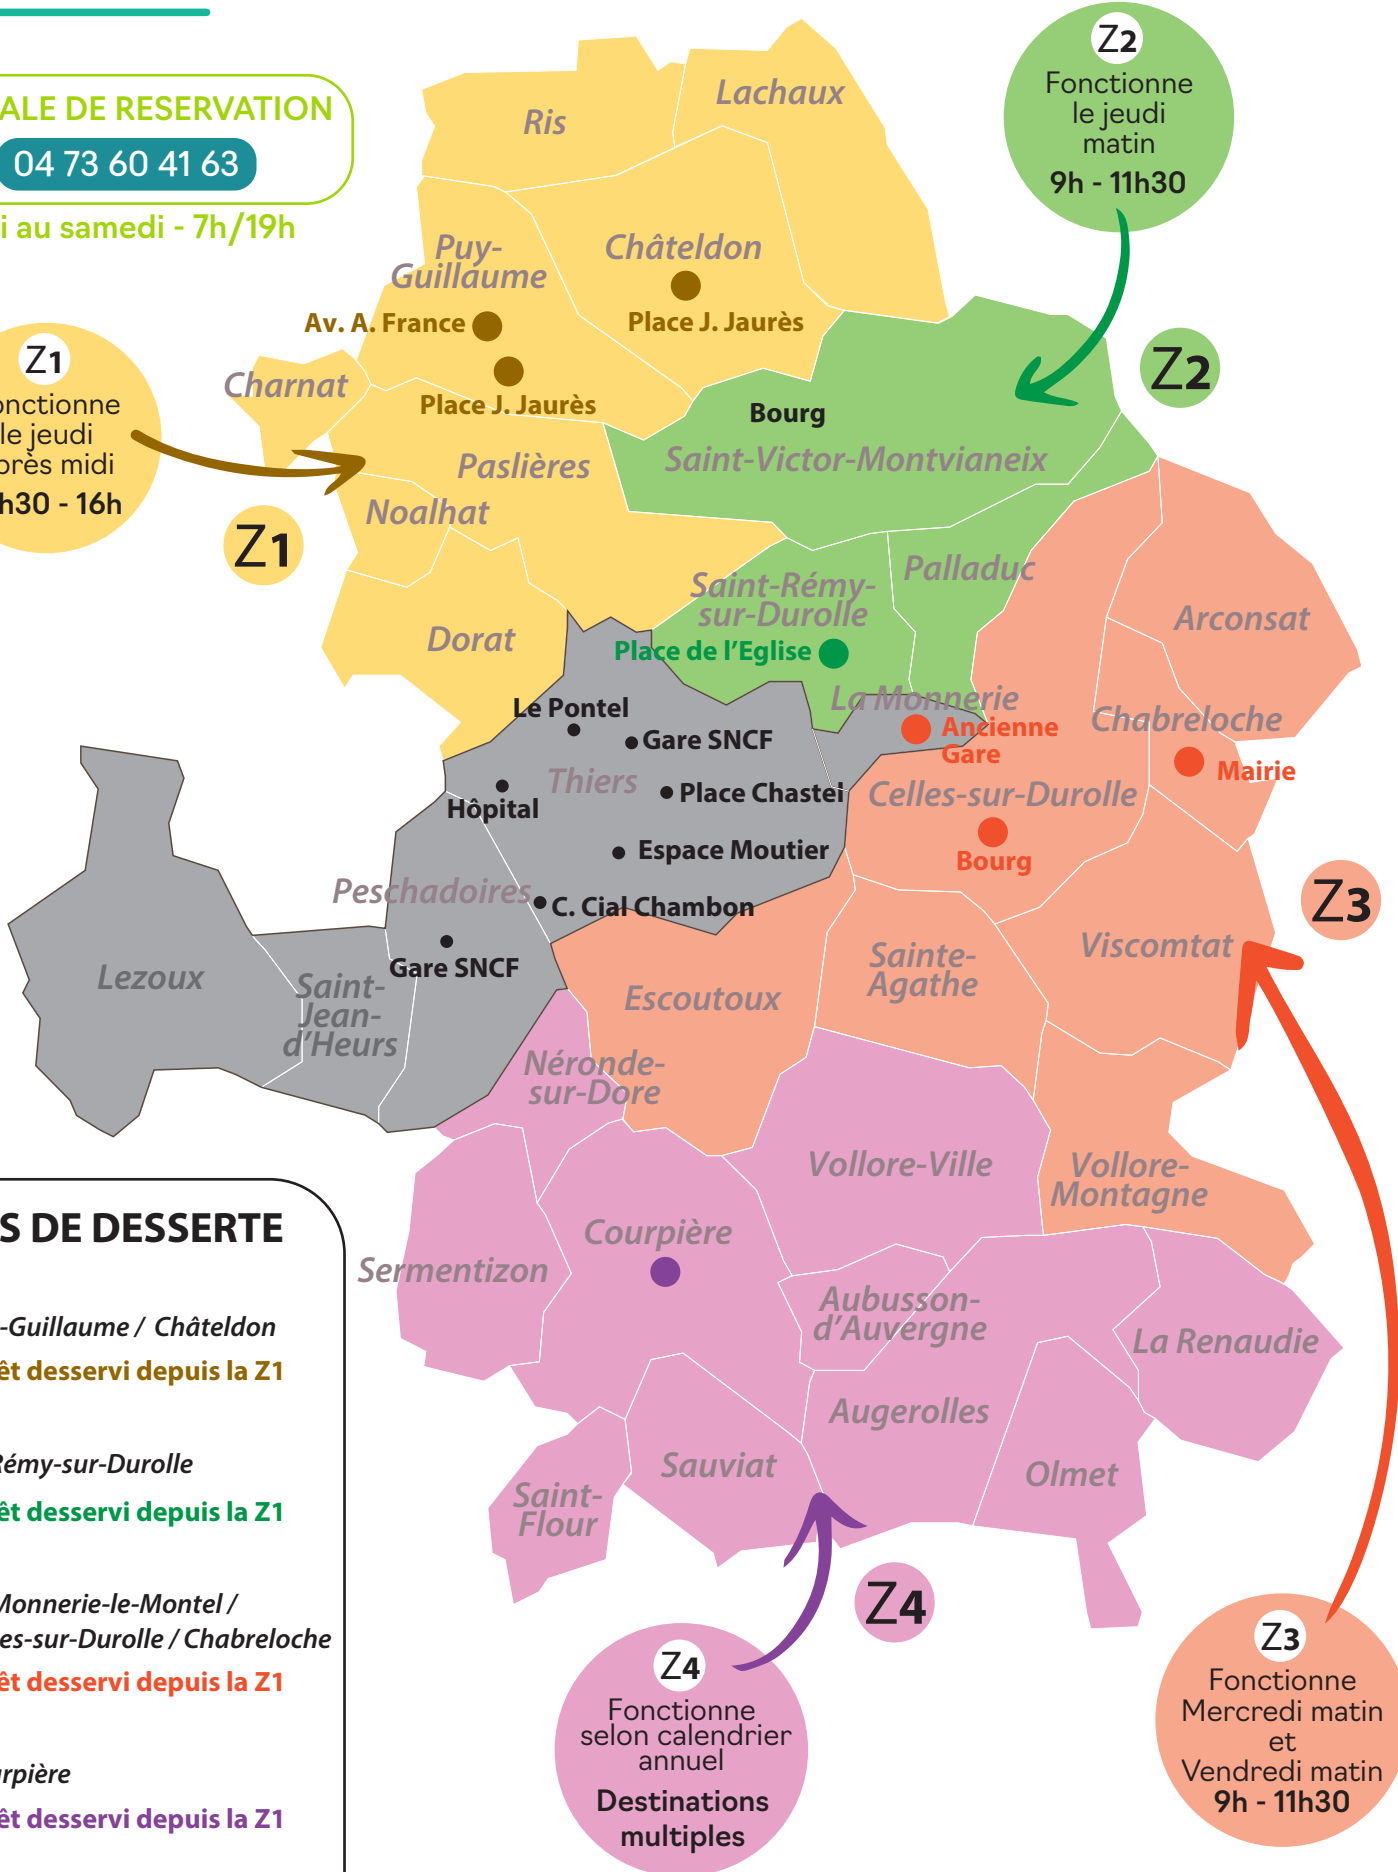 ALE DE RESERVATION
04 73 60 41 63
i au samedi - 7h/19h
Z2
Fonctionne
le jeudi
matin
9h - 11h30
Ris
Lachaux
Puy-
Guillaume
Châteldon
Av. A. France
Place J. Jaurès
Place J. Jaurès
Charnat
Z1
onctionne
le jeudi
près midi
h30 - 16h
Z1
Z2
Bourg
Saint-Victor-Montvianeix
Paslières
Noalhat
Dorat
Saint-Rémy-
sur-Durolle
Place de l'Eglise
Palladuc
Arconsat
La Monnerie
Ancienne
Gare
Chabreloche
Mairie
Le Pontel
Gare SNCF
Thiers
Hôpital
Place Chastel
Espace Moutier
C. Cial Chambon
Celles-sur-Durolle
Bourg
Z3
Peschadoires
Gare SNCF
Lezoux
Saint-
Jean-
d'Heurs
Escoutoux
Sainte-
Agathe
Viscomtat
Néronde-
sur-Dore
Vollore-Ville
Vollore-
Montagne
Courpière
Sermentizon
Aubusson-
d'Auvergne
La Renaudie
Augerolles
Sauviat
Olmet
Saint-
Flour
Z4
Z4
Fonctionne
selon calendrier
annuel
Destinations
multiples
Z3
Fonctionne
Mercredi matin
et
Vendredi matin
9h - 11h30
S DE DESSERTE
-Guillaume / Châteldon
êt desservi depuis la Z1
Rémy-sur-Durolle
êt desservi depuis la Z1
Monnerie-le-Montel /
es-sur-Durolle / Chabreloche
êt desservi depuis la Z1
urpière
êt desservi depuis la Z1